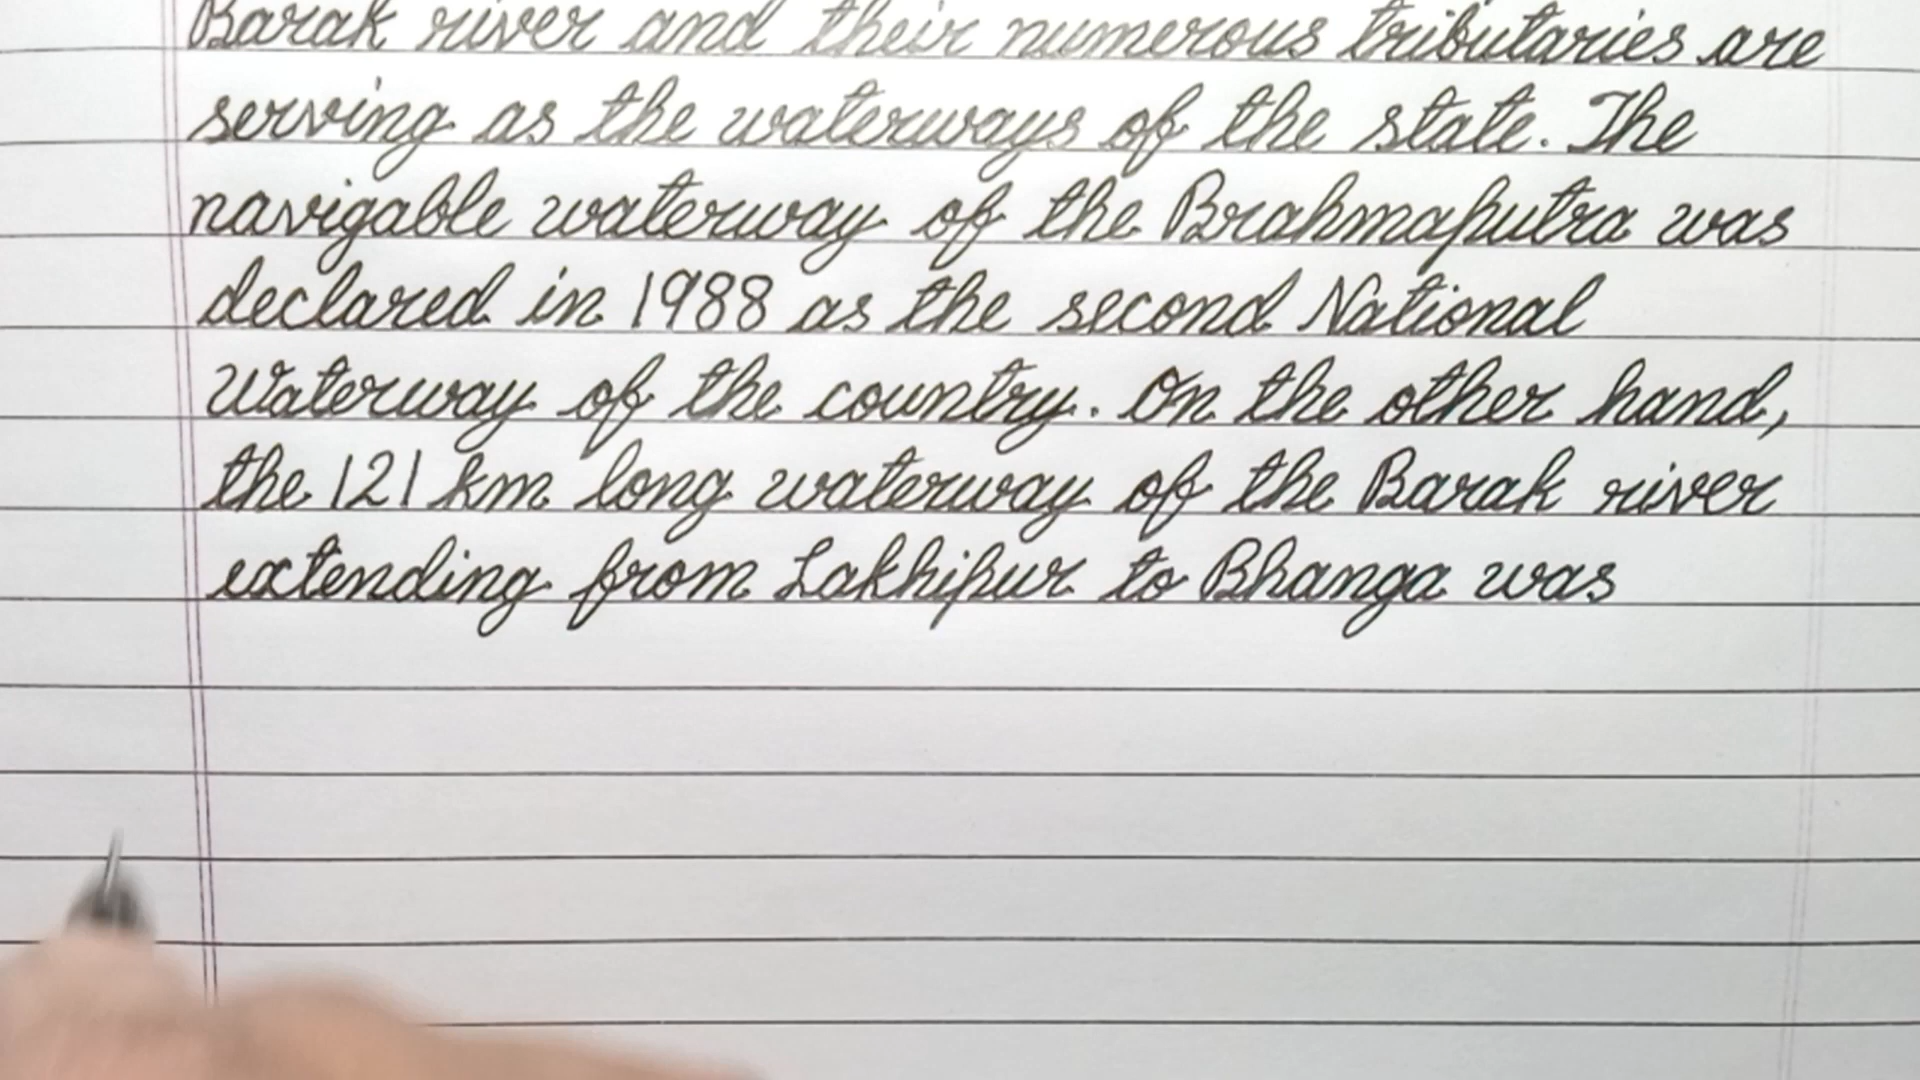 Barak river and their numerous tributaries are
serving as the waterways of the state. The
navigable waterway of the Brahmaputra was
declared in 1988 as the second National
Waterway of the country. On the other hand,
the 121 km long waterway of the Barak river
extending from Lakhipur to Bhanga was